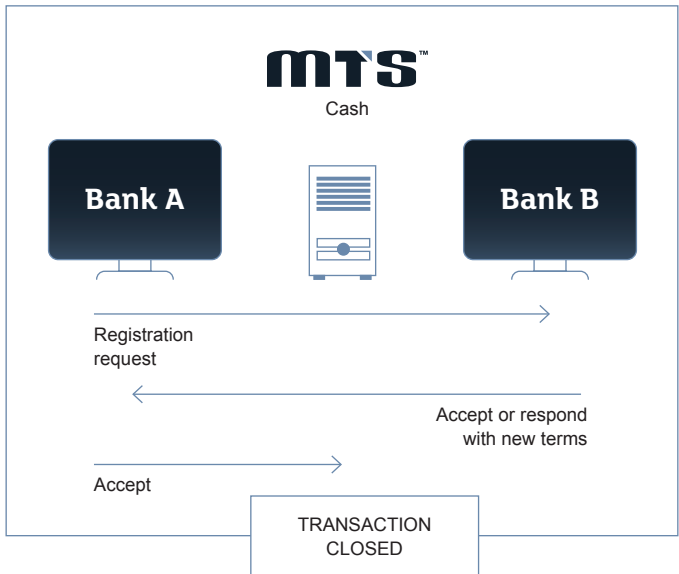 MTS™
Cash
Bank A
Bank B
Registration
request
Accept or respond
with new terms
Accept
TRANSACTION
CLOSED